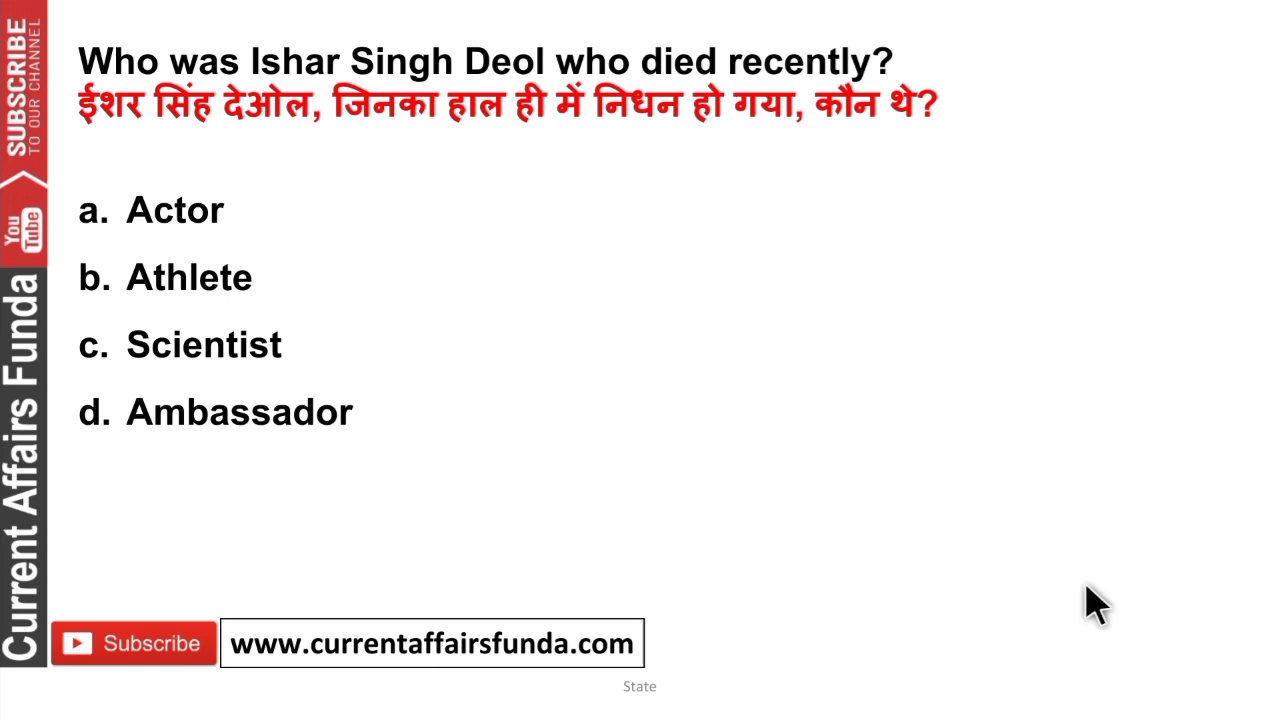 Who was Ishar Singh Deol who died recently?
ईशर सिंह देओल, जिनका हाल ही में निधन हो गया, कौन थे?
a. Actor
b. Athlete
c. Scientist
d. Ambassador
SUBSCRIBE
TO OUR CHANNEL
You
Tube
Current Affairs Funda
Subscribe
www.currentaffairsfunda.com
State